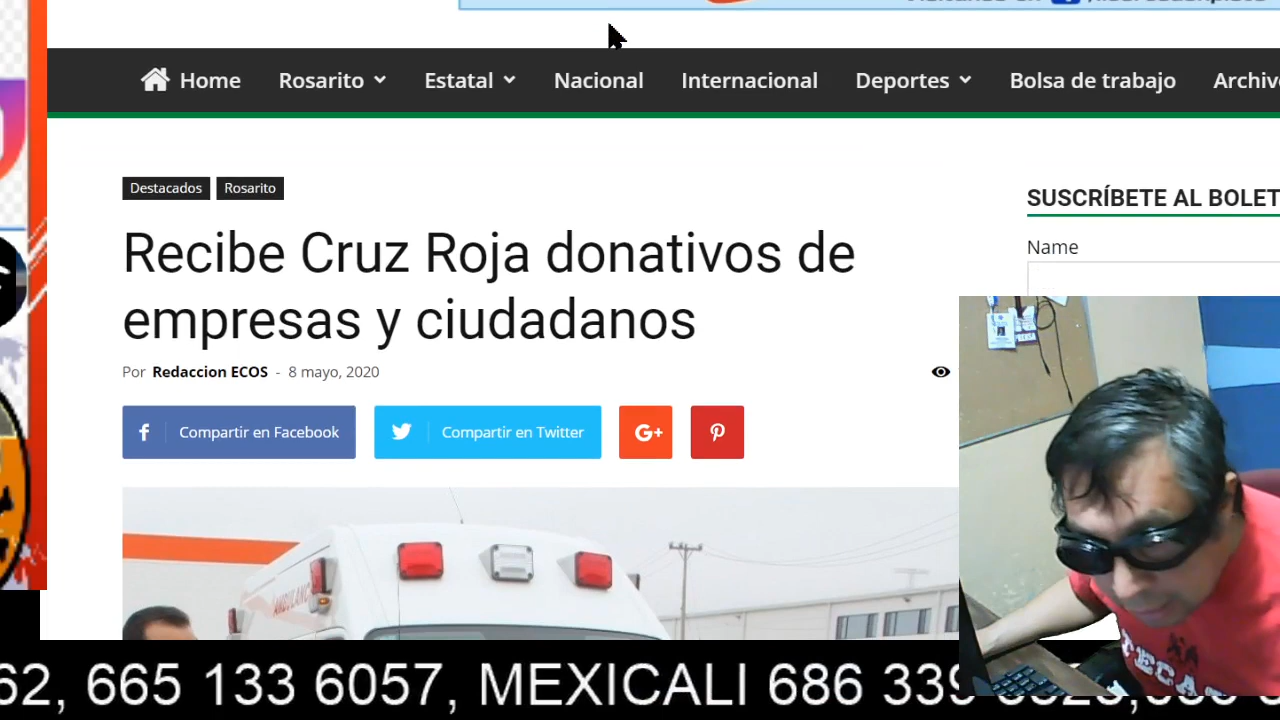 Home Rosarito Estatal Nacional Internacional Deportes Bolsa de trabajo
Destacados Rosarito
SUSCRÍBETE AL BOLET
Recibe Cruz Roja donativos de
empresas y ciudadanos
Name
Por Redaccion ECOS - 8 mayo, 2020
Compartir en Facebook Compartir en Twitter G+
62, 665 133 6057, MEXICALI 686 339